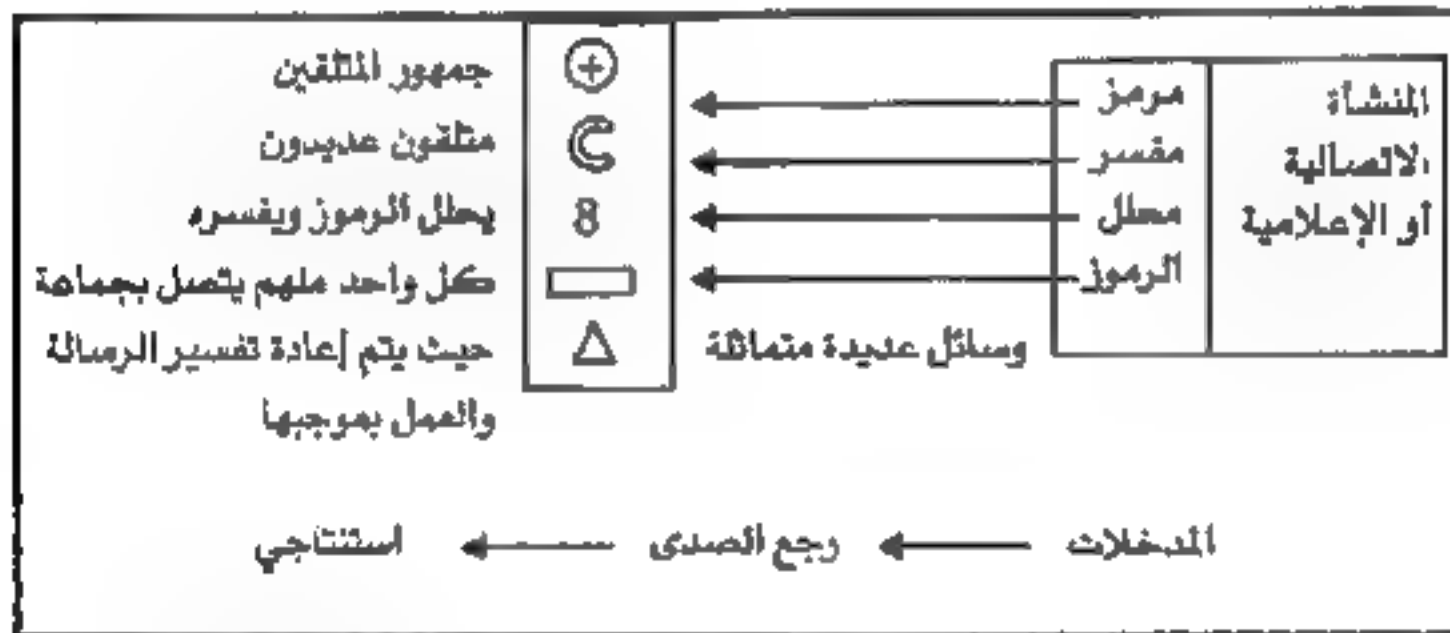 المنشأة
الاتصالية
أو الإعلامية
مرمز
مفسر
محلل
الرموز
وسائل عديدة متماثلة
8
جمهور المتلقين
متلقون عديدون
يحلل الرموز ويفسره
كل واحد منهم يتصل بجماعة
حيث يتم إعادة تفسير الرسالة
والعمل بموجبها
المدخلات
رجع الصدى
استنتاجي